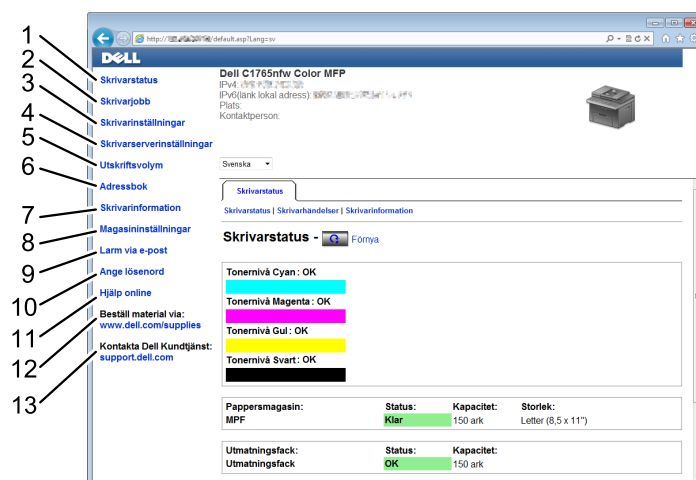 1
2
3
4
5
6
7
8
9
10
11
12
13
http://
/default.asp?Lang=sv
DELL
Skrivarstatus
Skrivarjobb
Skrivarinställningar
Skrivarserverinställningar
Utskriftsvolym
Adressbok
Skrivarinformation
Magasininställningar
Larm via e-post
Ange lösenord
Hjälp online
Beställ material via:
www.dell.com/supplies
Kontakta Dell Kundtjänst:
support.dell.com
Dell C1765nfw Color MFP
IPv4:
IPv6(länk lokal adress):
Plats:
Kontaktperson:
Svenska
Skrivarstatus
Skrivarstatus | Skrivarhändelser | Skrivarinformation
Skrivarstatus - Förnya
Tonernivå Cyan: OK
Tonernivå Magenta: OK
Tonernivå Gul: OK
Tonernivå Svart: OK
Pappersmagasin: Status: Kapacitet: Storlek:
MPF Klar 150 ark Letter (8,5 x 11")
Utmatningsfack: Status: Kapacitet:
Utmatningsfack OK 150 ark